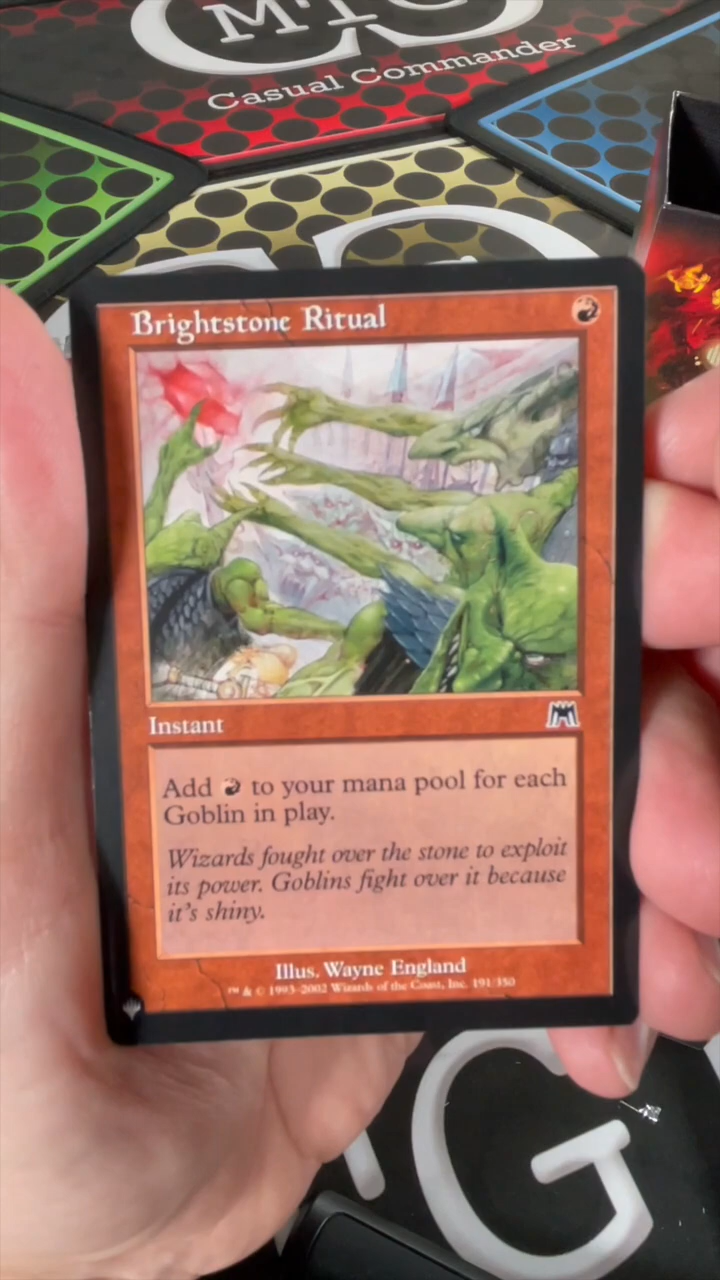 MTG
Casual Commander
Brightstone Ritual
Instant
Add to your mana pool for each
Goblin in play.
Wizards fought over the stone to exploit
its power. Goblins fight over it because
it's shiny.
Illus. Wayne England
™ & © 1993-2002 Wizards of the Coast, Inc. 191/350
G